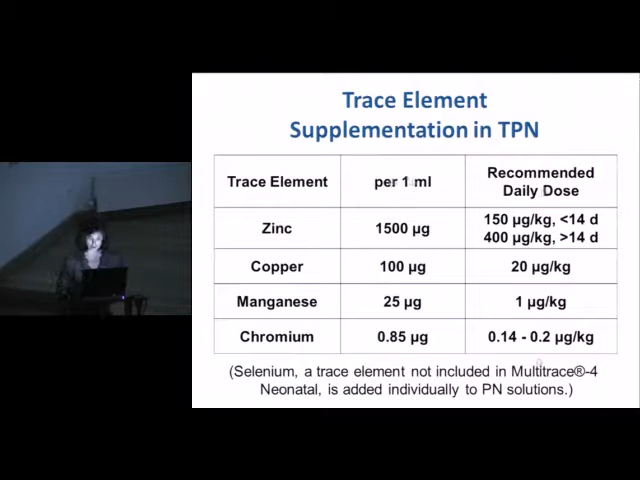 Trace Element
Supplementation in TPN
Trace Element per 1 ml Recommended Daily Dose
Zinc 1500 µg 150 µg/kg, <14 d
400 µg/kg, >14 d
Copper 100 µg 20 µg/kg
Manganese 25 µg 1 µg/kg
Chromium 0.85 µg 0.14 - 0.2 µg/kg
(Selenium, a trace element not included in Multitrace®-4
Neonatal, is added individually to PN solutions.)